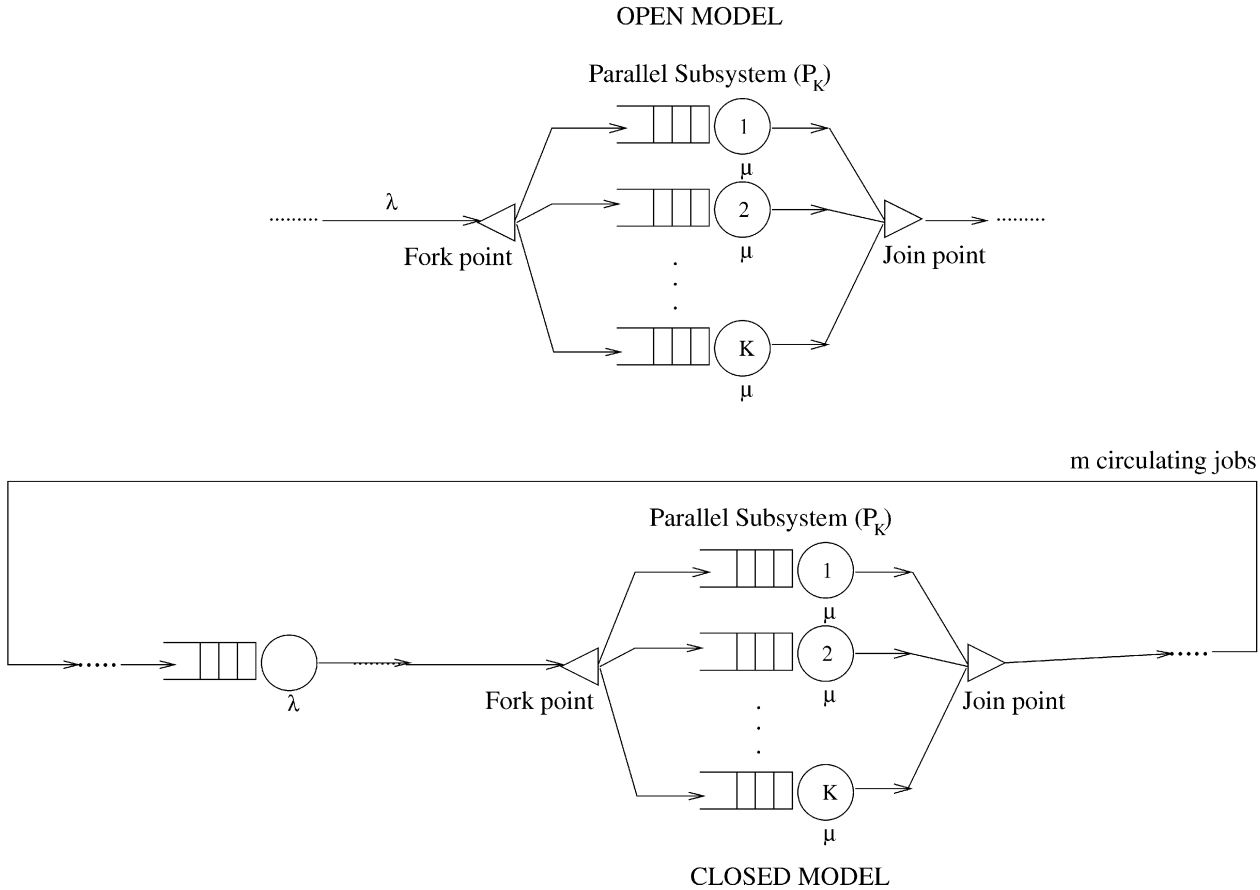 OPEN MODEL
Parallel Subsystem (P_K)
1
μ
λ
2
μ
Fork point
Join point
K
μ
m circulating jobs
Parallel Subsystem (P_K)
1
μ
2
λ
μ
Fork point
Join point
K
μ
CLOSED MODEL